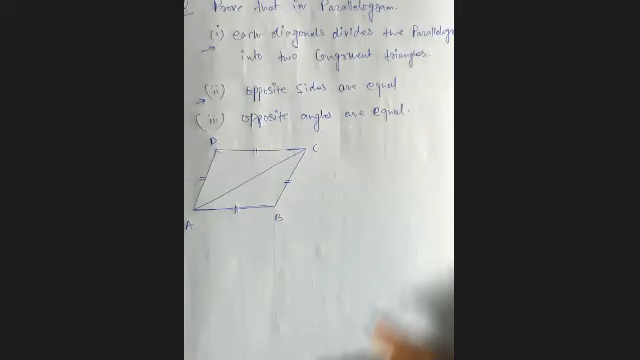 Prove that in Parallelogram.
(i) each diagonals divides the Parallelogr
into two Congruent triangles.
(ii) opposite sides are equal
(iii) opposite angles are equal.
D C
A B